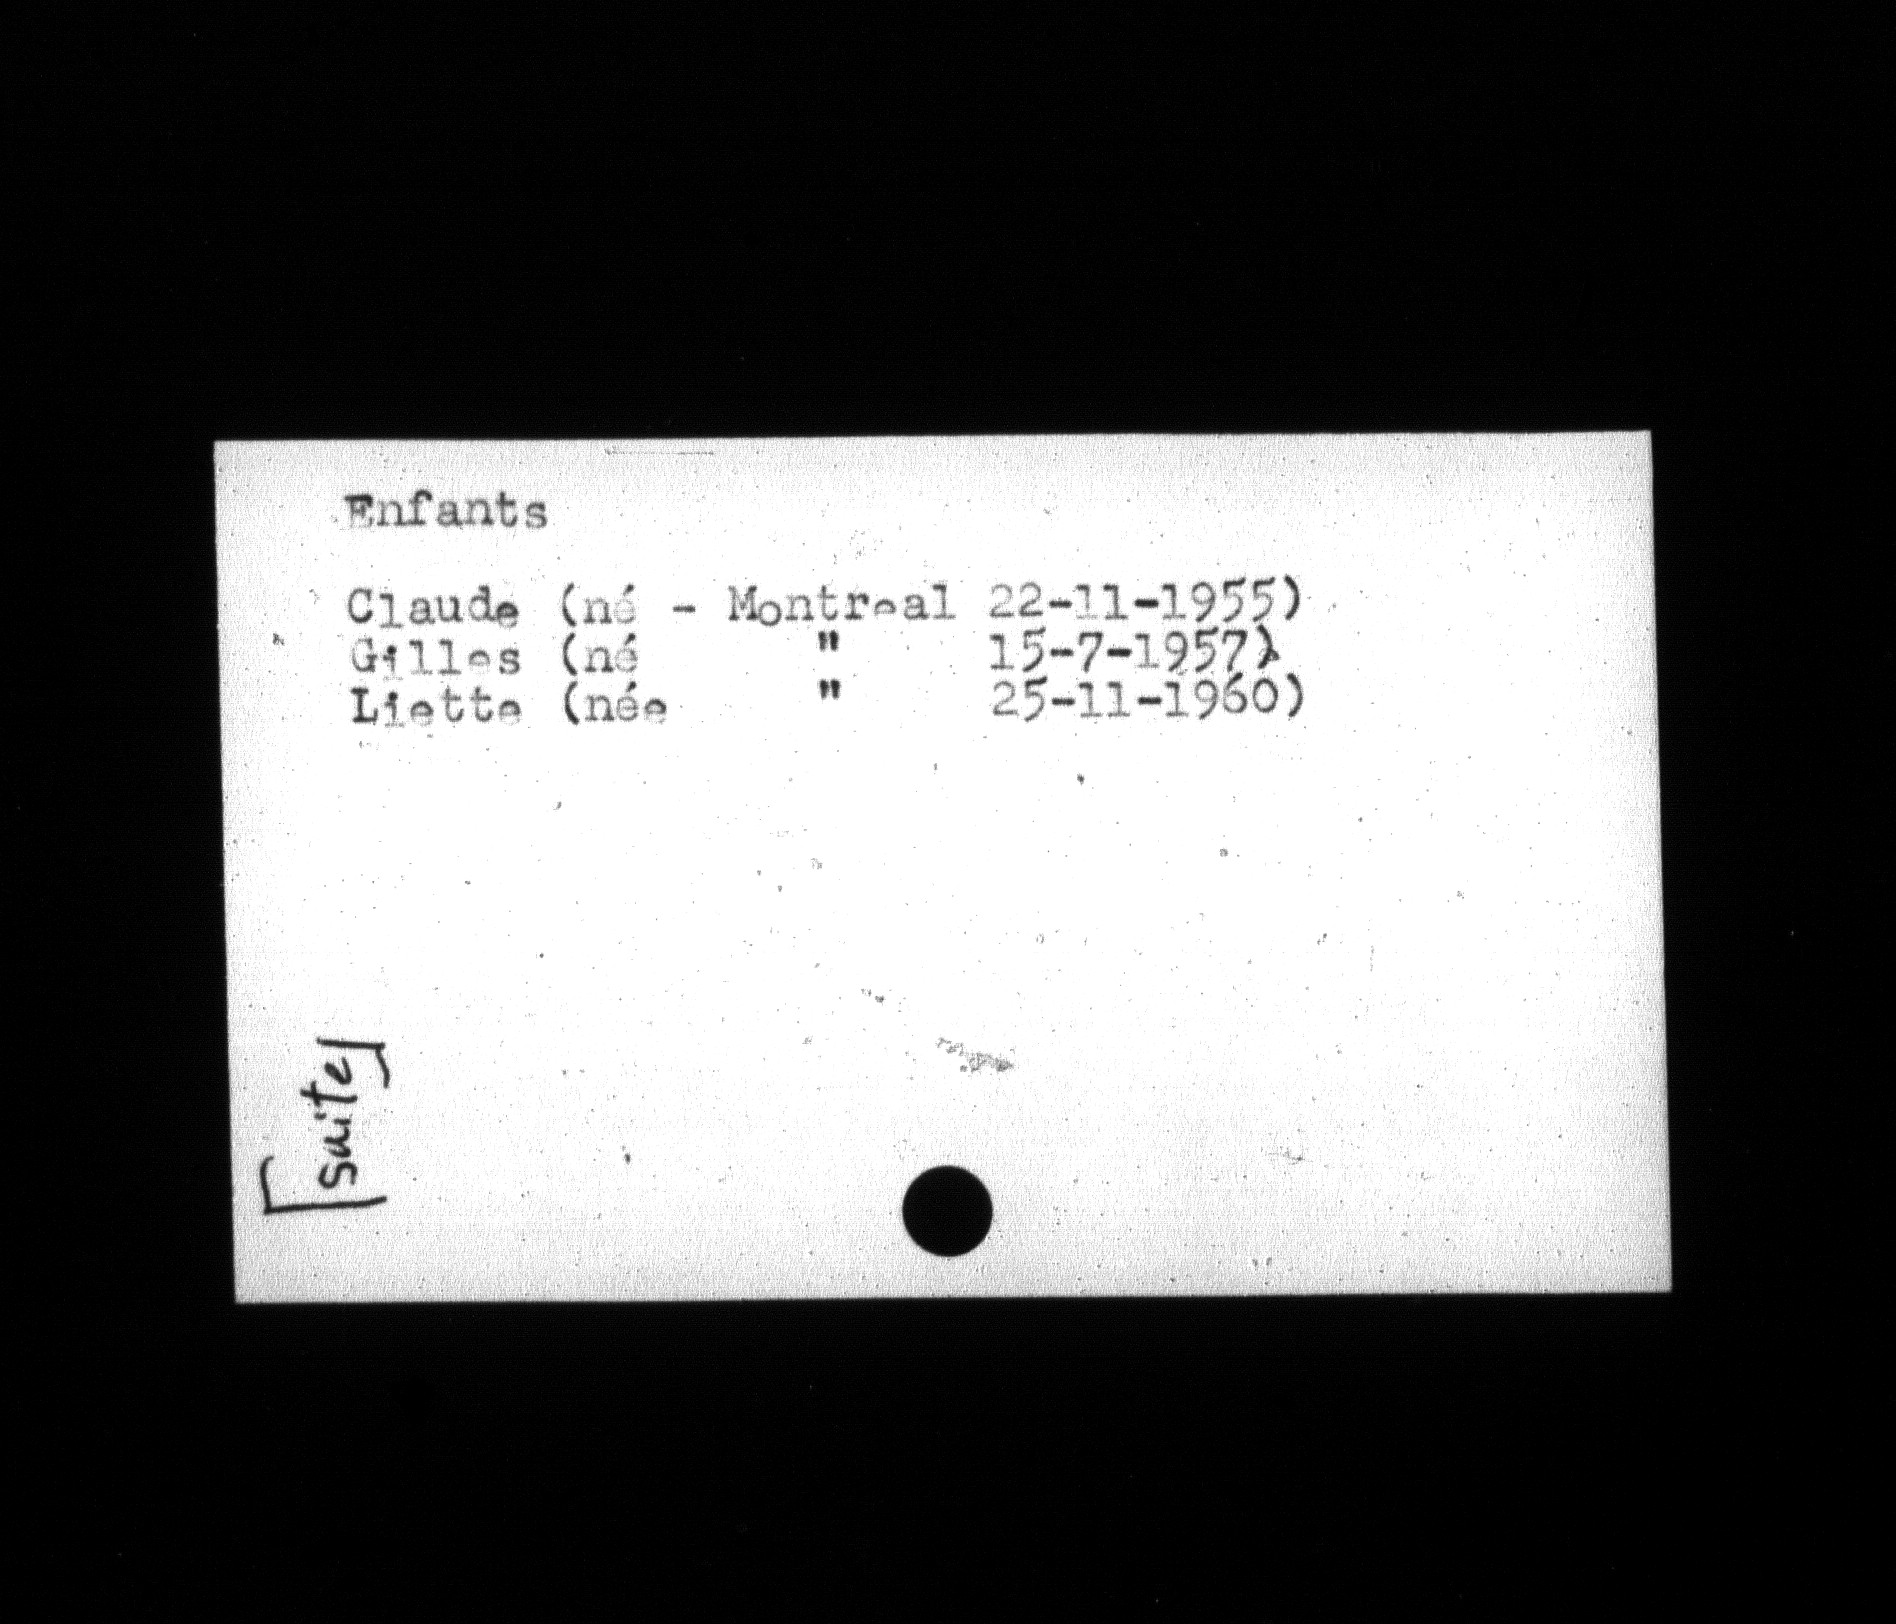 Enfants
Claude (né - Montreal 22-11-1955)
Gilles (né " 15-7-1957)
Liette (née " 25-11-1960)
[suite]